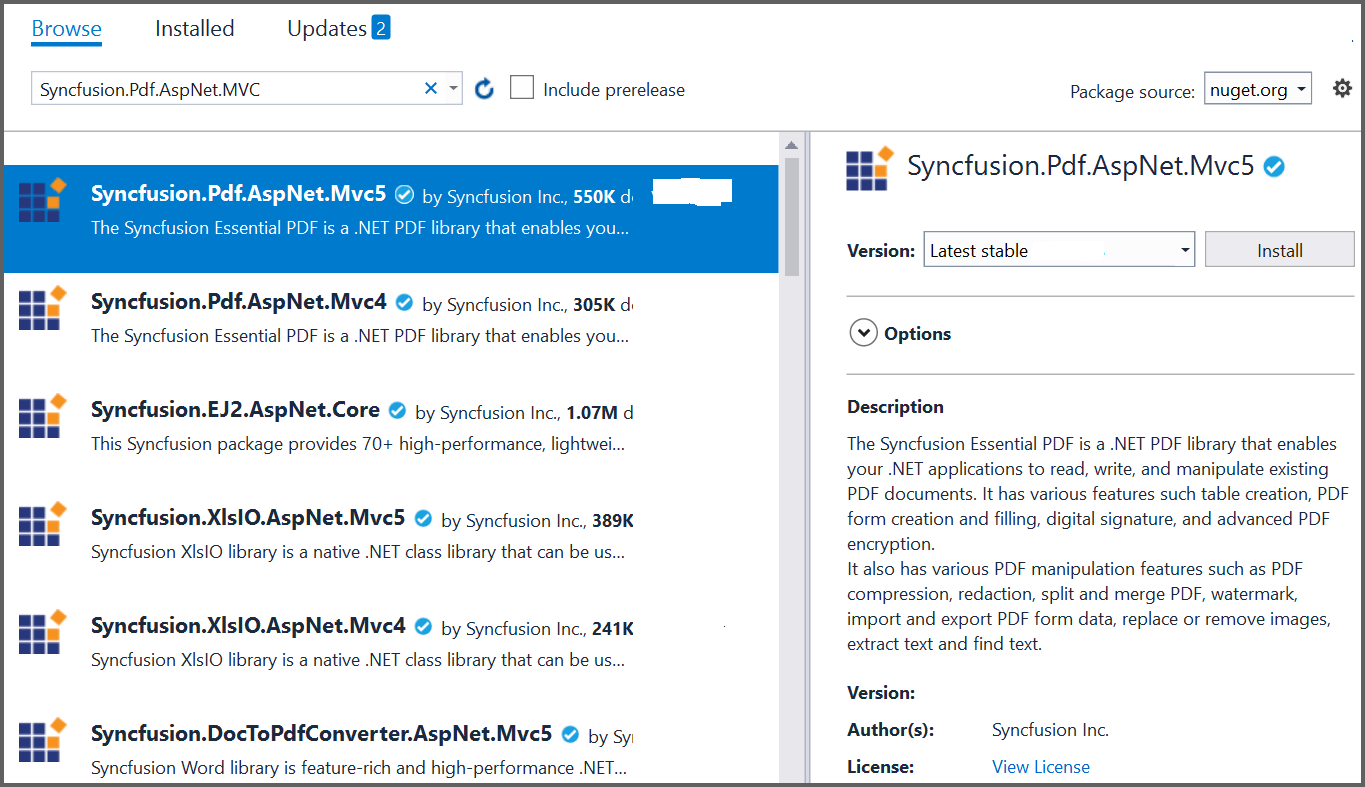 Browse Installed Updates 2
Syncfusion.Pdf.AspNet.MVC Include prerelease Package source: nuget.org
Syncfusion.Pdf.AspNet.Mvc5 by Syncfusion Inc., 550K
The Syncfusion Essential PDF is a .NET PDF library that enables you...
Syncfusion.Pdf.AspNet.Mvc4 by Syncfusion Inc., 305K
The Syncfusion Essential PDF is a .NET PDF library that enables you...
Syncfusion.EJ2.AspNet.Core by Syncfusion Inc., 1.07M d
This Syncfusion package provides 70+ high-performance, lightwei...
Syncfusion.XlsIO.AspNet.Mvc5 by Syncfusion Inc., 389K
Syncfusion XlsIO library is a native .NET class library that can be us...
Syncfusion.XlsIO.AspNet.Mvc4 by Syncfusion Inc., 241K
Syncfusion XlsIO library is a native .NET class library that can be us...
Syncfusion.DocToPdfConverter.AspNet.Mvc5 by
Syncfusion Word library is feature-rich and high-performance .NET...
Syncfusion.Pdf.AspNet.Mvc5
Version: Latest stable Install
Options
Description
The Syncfusion Essential PDF is a .NET PDF library that enables
your .NET applications to read, write, and manipulate existing
PDF documents. It has various features such table creation, PDF
form creation and filling, digital signature, and advanced PDF
encryption.
It also has various PDF manipulation features such as PDF
compression, redaction, split and merge PDF, watermark,
import and export PDF form data, replace or remove images,
extract text and find text.
Version:
Author(s): Syncfusion Inc.
License: View License